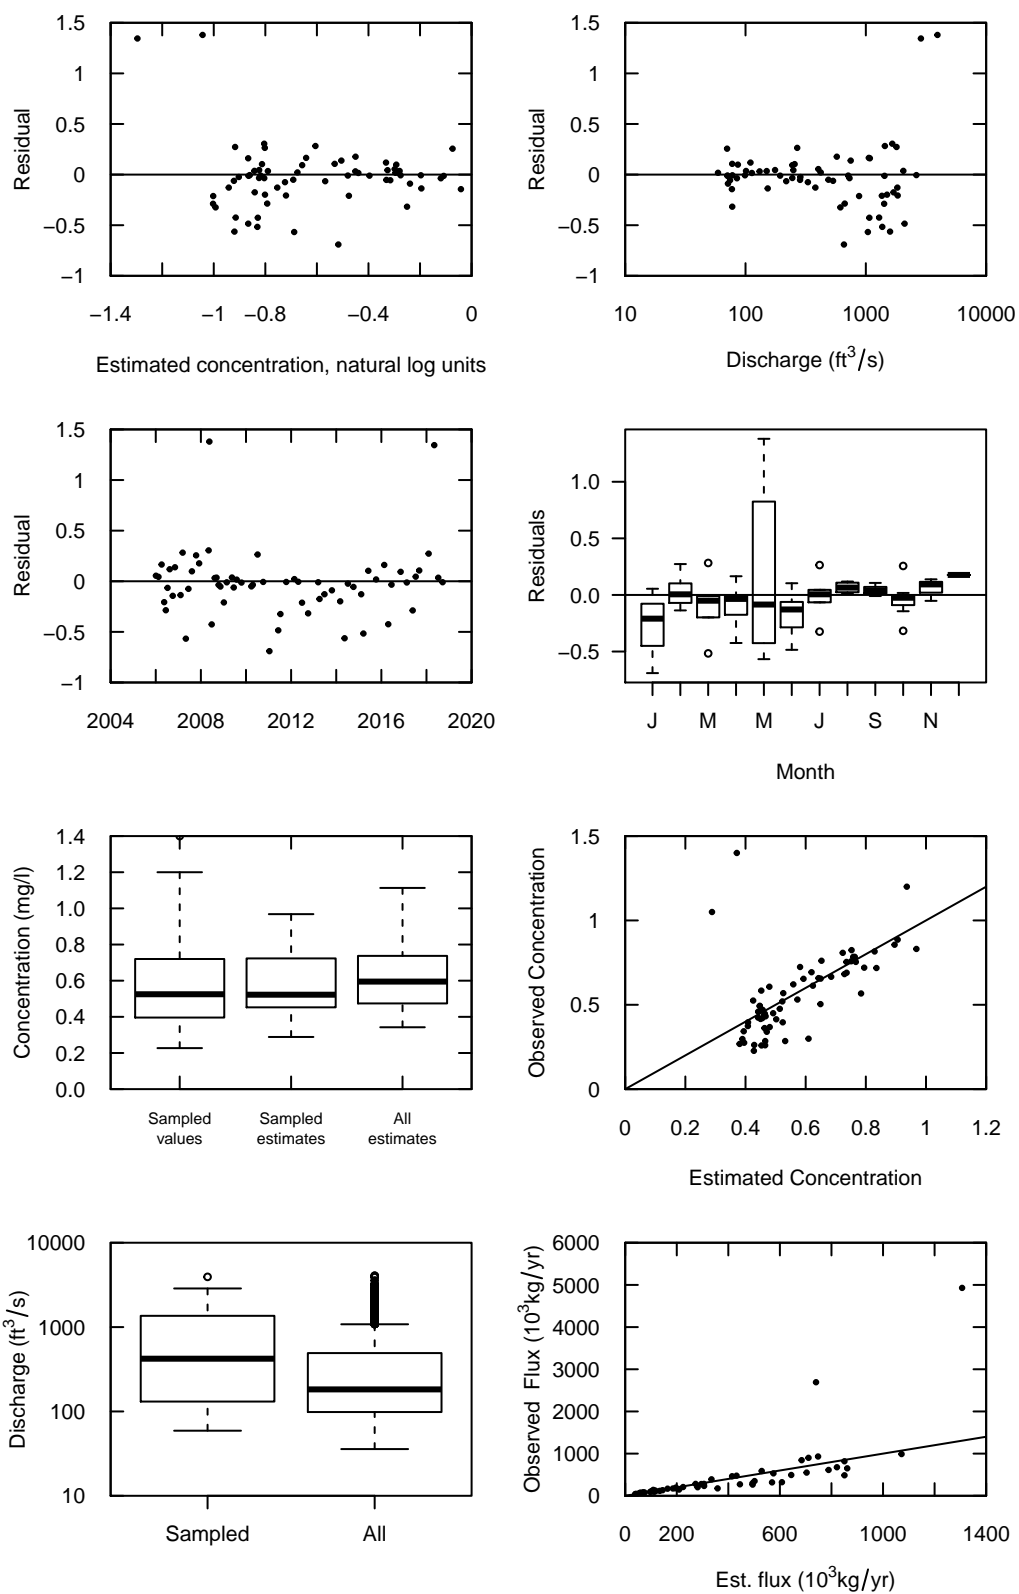 1.5
1
0.5
0
−0.5
−1
Residual
−1.4
−1
−0.8
−0.4
0
Estimated concentration, natural log units
1.5
1
0.5
0
−0.5
−1
Residual
10
100
1000
10000
Discharge (ft³/s)
1.5
1
0.5
0
−0.5
−1
Residual
2004
2008
2012
2016
2020
1.0
0.5
0.0
−0.5
Residuals
J
M
M
J
S
N
Month
1.4
1.2
1.0
0.8
0.6
0.4
0.2
0.0
Concentration (mg/l)
Sampled
values
Sampled
estimates
All
estimates
1.5
1
0.5
0
Observed Concentration
0
0.2
0.4
0.6
0.8
1
1.2
Estimated Concentration
10000
1000
100
10
Discharge (ft³/s)
Sampled
All
6000
5000
4000
3000
2000
1000
0
Observed Flux (10³kg/yr)
0
200
600
1000
1400
Est. flux (10³kg/yr)